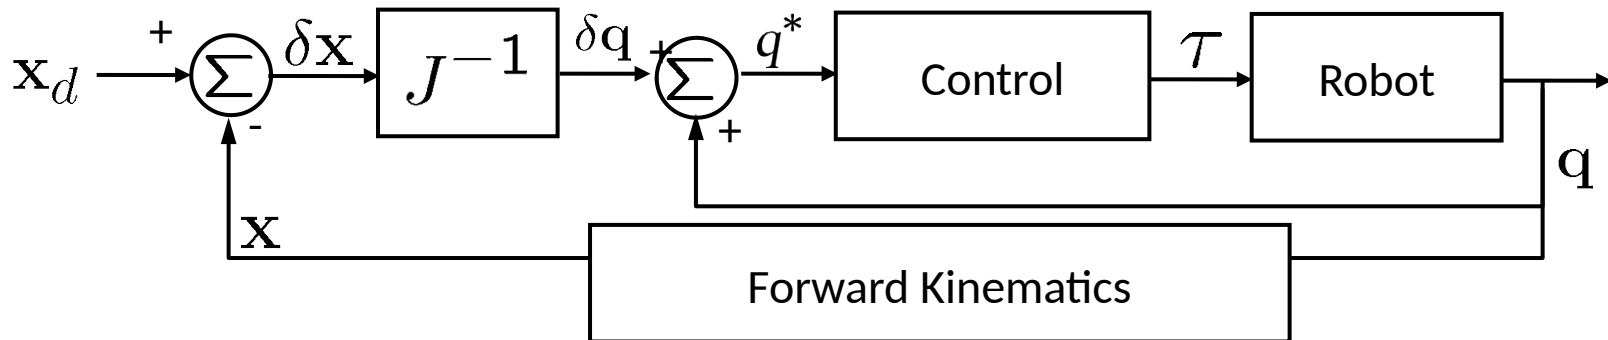 + δx δq + q* τ
x_d Σ J⁻¹ Σ Control Robot
- +
q
x
Forward Kinematics